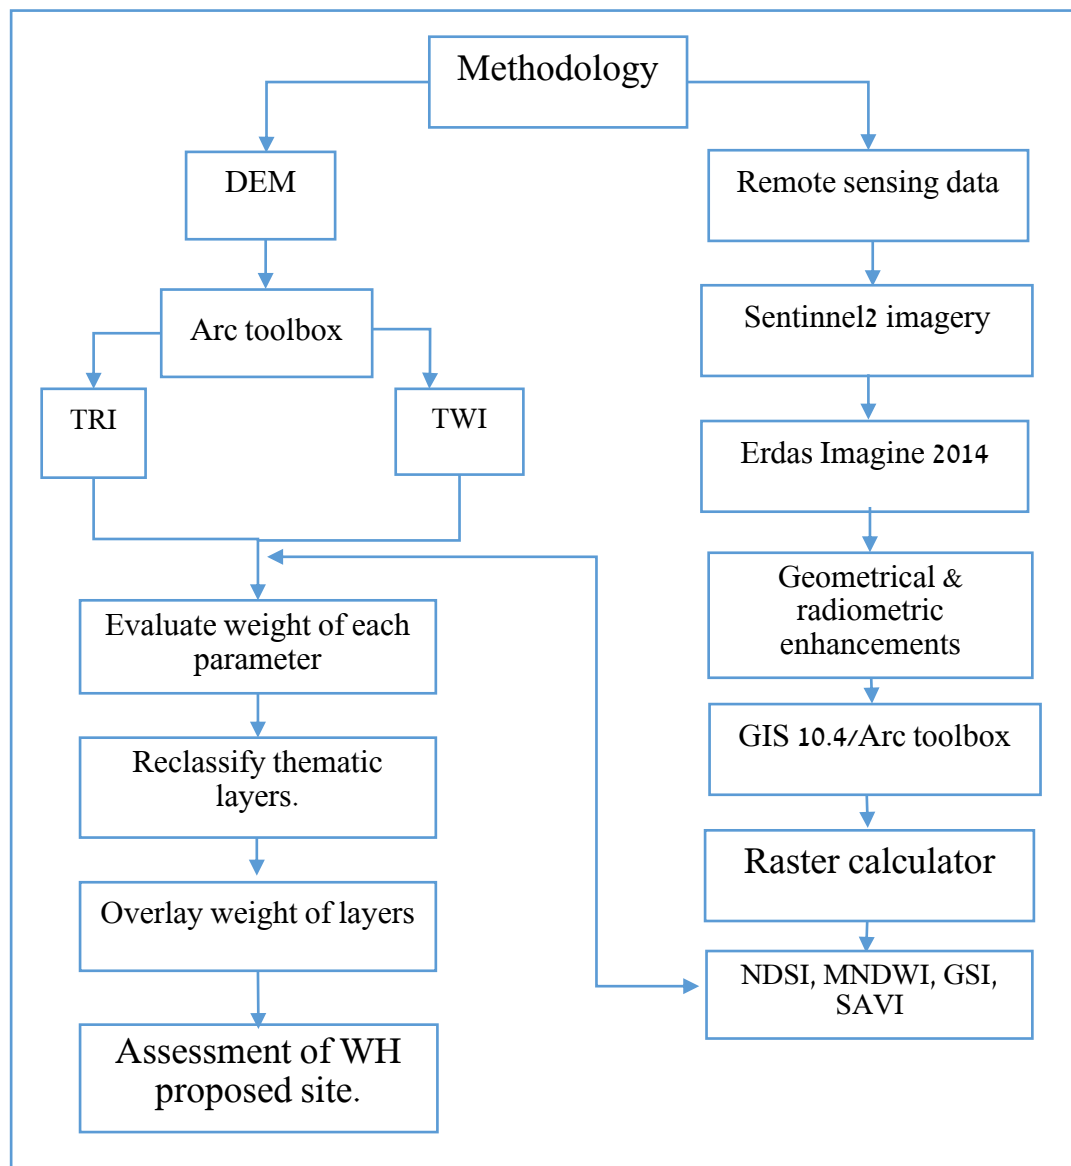 Methodology
DEM
Remote sensing data
Arc toolbox
Sentinnel2 imagery
TRI
TWI
Erdas Imagine 2014
Geometrical &
radiometric
enhancements
Evaluate weight of each
parameter
GIS 10.4/Arc toolbox
Reclassify thematic
layers.
Raster calculator
Overlay weight of layers
NDSI, MNDWI, GSI,
SAVI
Assessment of WH
proposed site.